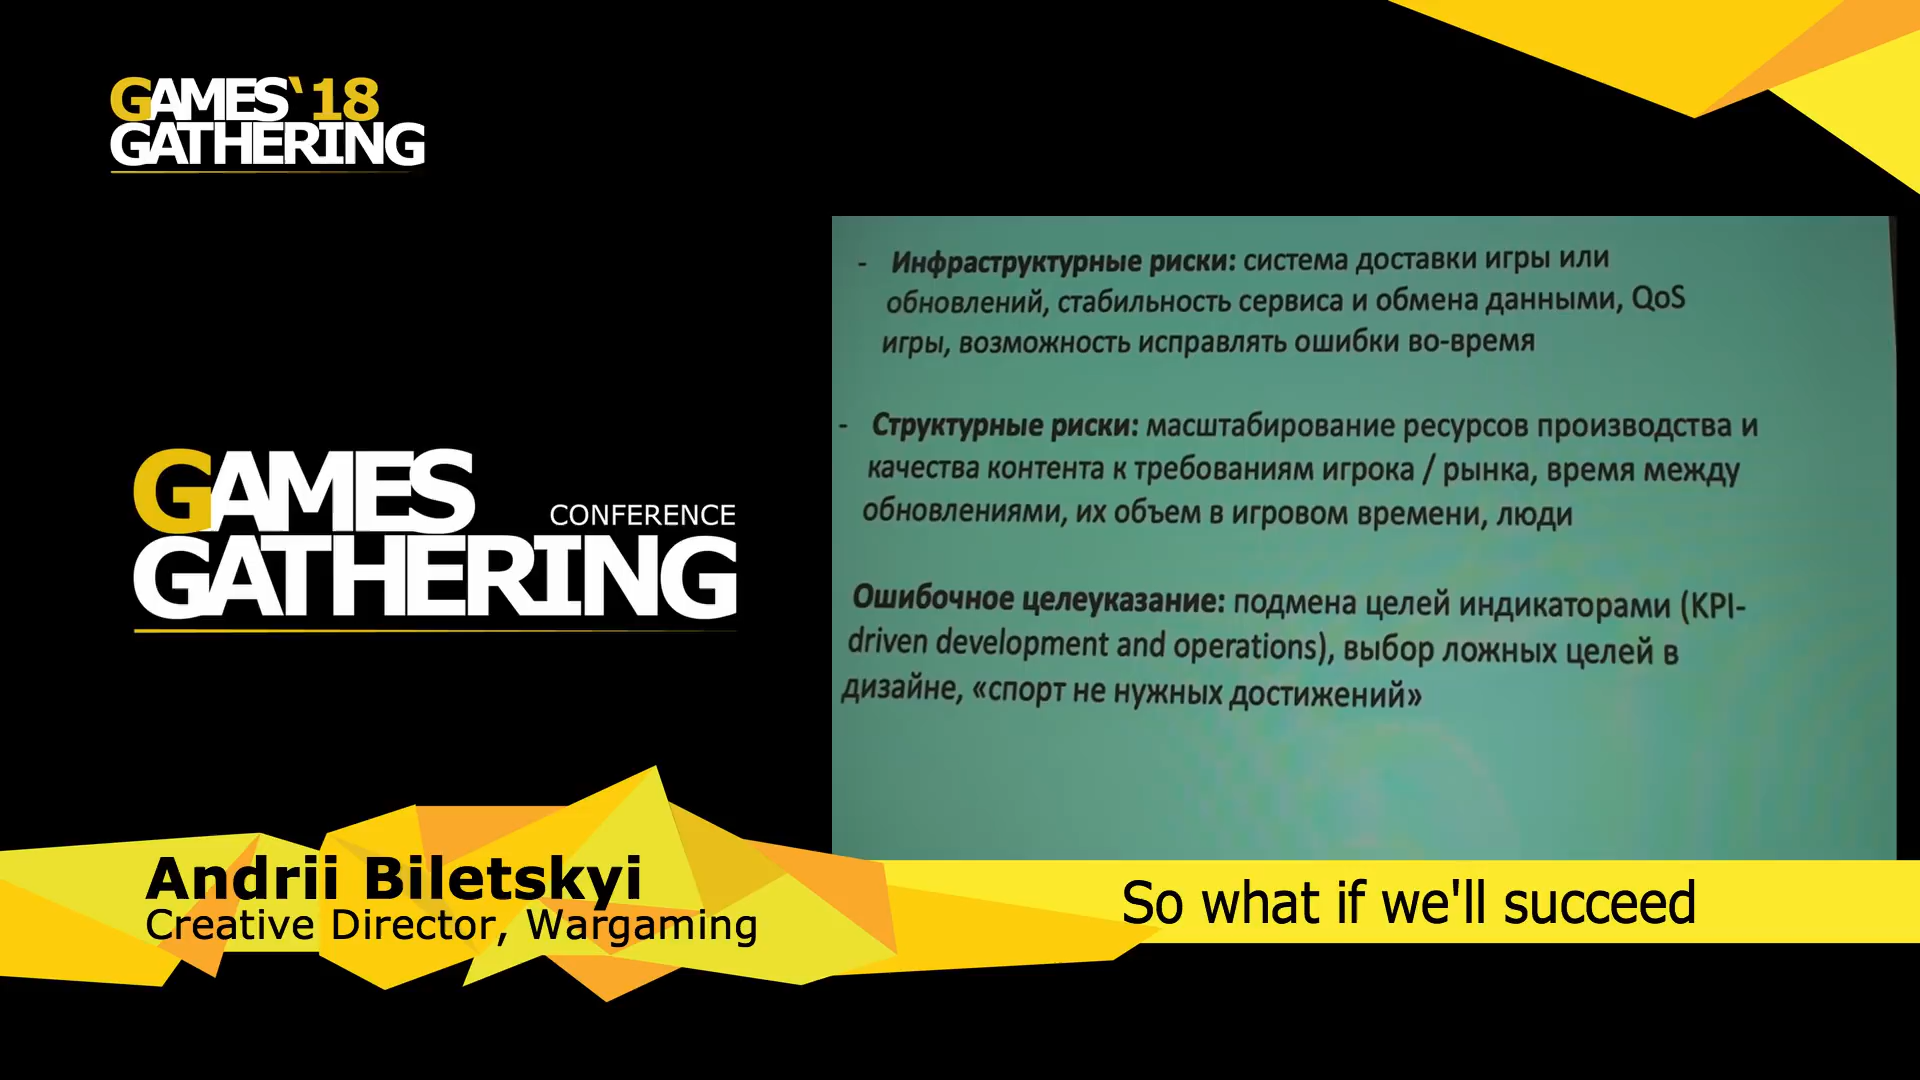 GAMES‘18
GATHERING
GAMES
CONFERENCE
GATHERING
- Инфраструктурные риски: система доставки игры или
обновлений, стабильность сервиса и обмена данными, QoS
игры, возможность исправлять ошибки во-время
- Структурные риски: масштабирование ресурсов производства и
качества контента к требованиям игрока / рынка, время между
обновлениями, их объем в игровом времени, люди
Ошибочное целеуказание: подмена целей индикаторами (KPI-
driven development and operations), выбор ложных целей в
дизайне, «спорт не нужных достижений»
Andrii Biletskyi
Creative Director, Wargaming
So what if we'll succeed